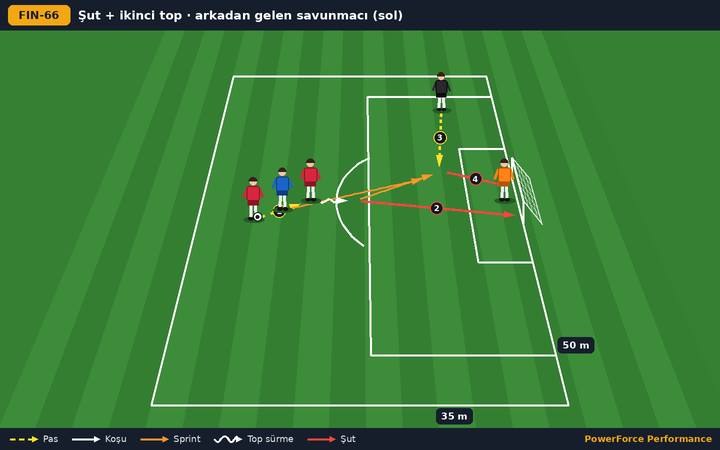 FIN-66 Şut + ikinci top · arkadan gelen savunmacı (sol)
3
4
2
50 m
35 m
Pas Koşu Sprint Top sürme Şut PowerForce Performance